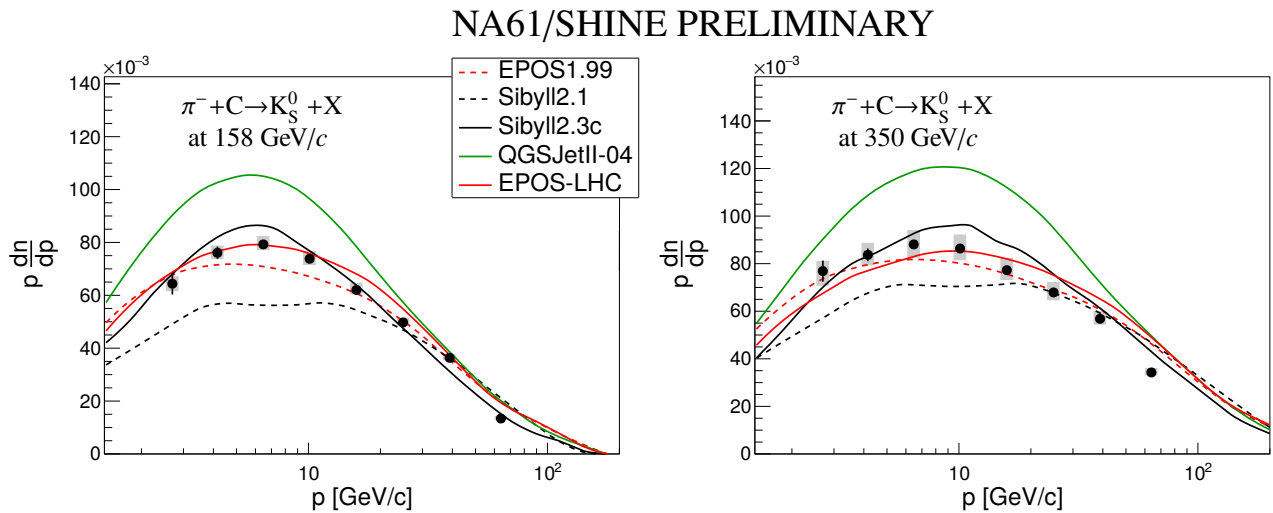 NA61/SHINE PRELIMINARY
×10⁻³
π⁻+C→K⁰_S +X
at 158 GeV/c
140
120
100
80
60
40
20
0
p dn/dp
10
10²
p [GeV/c]
EPOS1.99
Sibyll2.1
Sibyll2.3c
QGSJetII-04
EPOS-LHC
×10⁻³
π⁻+C→K⁰_S +X
at 350 GeV/c
140
120
100
80
60
40
20
0
p dn/dp
10
10²
p [GeV/c]